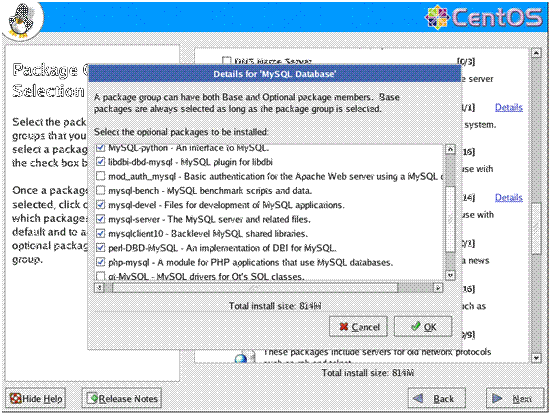 CentOS
Package G
Selection
Select the pack
groups that you
select a packag
the check box b
Once a package
selected, click o
which packages
default and to a
optional packag
group.
DNS Name Server
[0/3]
e server
/1] Details
system.
16]
use with
14] Details
use with
0/1]
a news
16]
such as
0/9]
These packages include servers for old network protocols
Total install size: 814M
Details for 'MySQL Database'
A package group can have both Base and Optional package members. Base
packages are always selected as long as the package group is selected.
Select the optional packages to be installed:
MySQL-python - An interface to MySQL.
libdbi-dbd-mysql - MySQL plugin for libdbi
mod_auth_mysql - Basic authentication for the Apache Web server using a MySQL d
mysql-bench - MySQL benchmark scripts and data.
mysql-devel - Files for development of MySQL applications.
mysql-server - The MySQL server and related files.
mysqlclient10 - Backlevel MySQL shared libraries.
perl-DBD-MySQL - An implementation of DBI for MySQL.
php-mysql - A module for PHP applications that use MySQL databases.
qt-MySQL - MySQL drivers for Qt's SQL classes.
Total install size: 814M
Cancel
OK
Hide Help
Release Notes
Back
Next